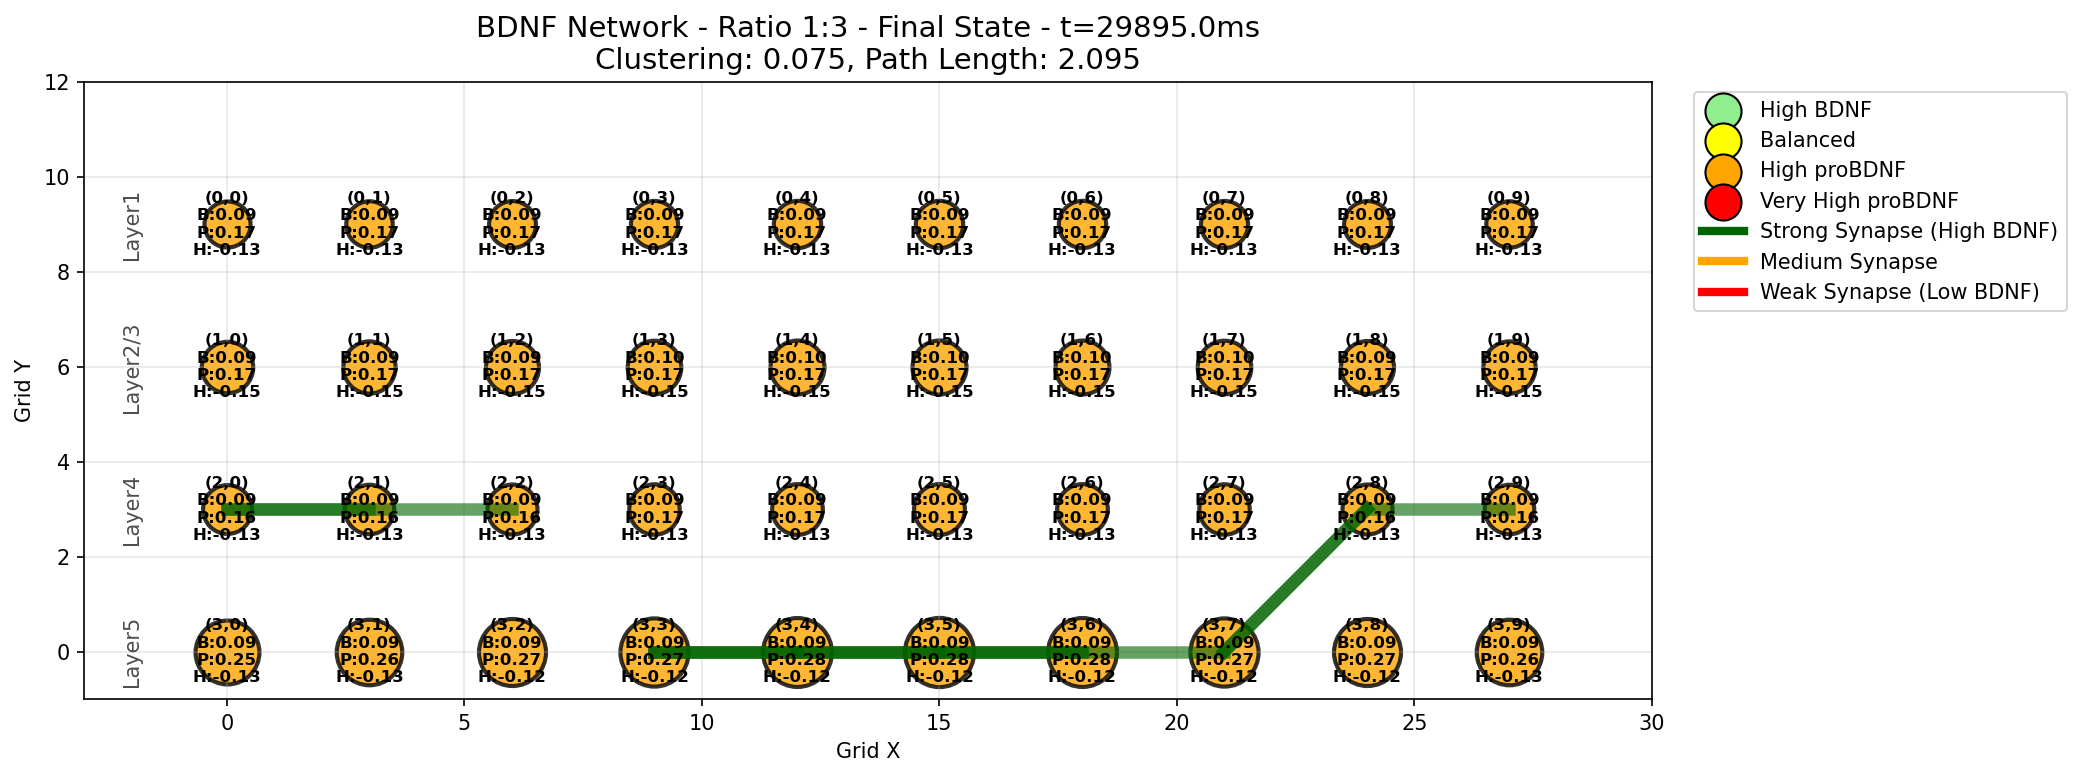 BDNF Network - Ratio 1:3 - Final State - t=29895.0ms
Clustering: 0.075, Path Length: 2.095
12
10
8
6
4
2
0
Grid Y
Layer1
Layer2/3
Layer4
Layer5
(0,0) (0,1) (0,2) (0,3) (0,4) (0,5) (0,6) (0,7) (0,8) (0,9)
B:0.09 B:0.09 B:0.09 B:0.09 B:0.09 B:0.09 B:0.09 B:0.09 B:0.09 B:0.09
P:0.17 P:0.17 P:0.17 P:0.17 P:0.17 P:0.17 P:0.17 P:0.17 P:0.17 P:0.17
H:-0.13 H:-0.13 H:-0.13 H:-0.13 H:-0.13 H:-0.13 H:-0.13 H:-0.13 H:-0.13 H:-0.13
(1,0) (1,1) (1,2) (1,3) (1,4) (1,5) (1,6) (1,7) (1,8) (1,9)
B:0.09 B:0.09 B:0.09 B:0.10 B:0.10 B:0.10 B:0.10 B:0.10 B:0.09 B:0.09
P:0.17 P:0.17 P:0.17 P:0.17 P:0.17 P:0.17 P:0.17 P:0.17 P:0.17 P:0.17
H:-0.15 H:-0.15 H:-0.15 H:-0.15 H:-0.15 H:-0.15 H:-0.15 H:-0.15 H:-0.15 H:-0.15
(2,0) (2,1) (2,2) (2,3) (2,4) (2,5) (2,6) (2,7) (2,8) (2,9)
B:0.09 B:0.09 B:0.09 B:0.09 B:0.09 B:0.09 B:0.09 B:0.09 B:0.09 B:0.09
P:0.16 P:0.16 P:0.16 P:0.17 P:0.17 P:0.17 P:0.17 P:0.17 P:0.16 P:0.16
H:-0.13 H:-0.13 H:-0.13 H:-0.13 H:-0.13 H:-0.13 H:-0.13 H:-0.13 H:-0.13 H:-0.13
(3,0) (3,1) (3,2) (3,3) (3,4) (3,5) (3,6) (3,7) (3,8) (3,9)
B:0.09 B:0.09 B:0.09 B:0.09 B:0.09 B:0.09 B:0.09 B:0.09 B:0.09 B:0.09
P:0.25 P:0.26 P:0.27 P:0.27 P:0.28 P:0.28 P:0.28 P:0.27 P:0.27 P:0.26
H:-0.13 H:-0.13 H:-0.12 H:-0.12 H:-0.12 H:-0.12 H:-0.12 H:-0.12 H:-0.12 H:-0.13
0 5 10 15 20 25 30
Grid X
High BDNF
Balanced
High proBDNF
Very High proBDNF
Strong Synapse (High BDNF)
Medium Synapse
Weak Synapse (Low BDNF)